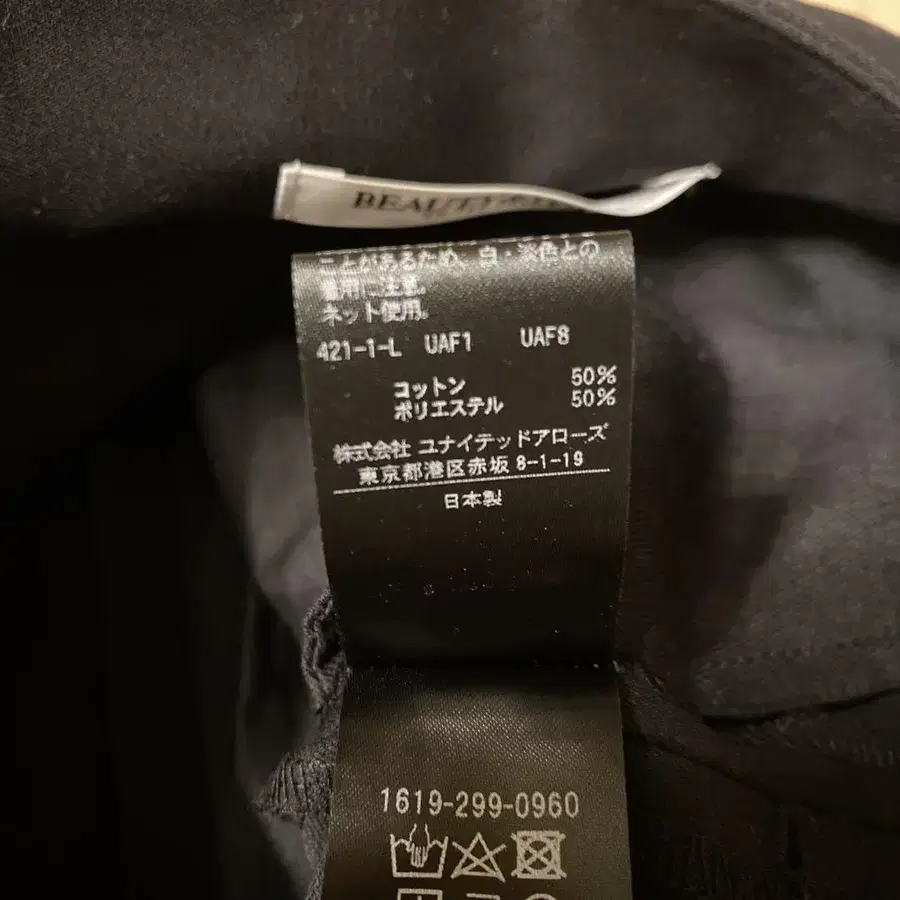 ことがあるため、白・淡色との
着用に注意。
ネット使用。
421-1-L UAF1 UAF8
コットン 50%
ポリエステル 50%
株式会社 ユナイテッドアローズ
東京都港区赤坂 8-1-19
日本製
1619-299-0960